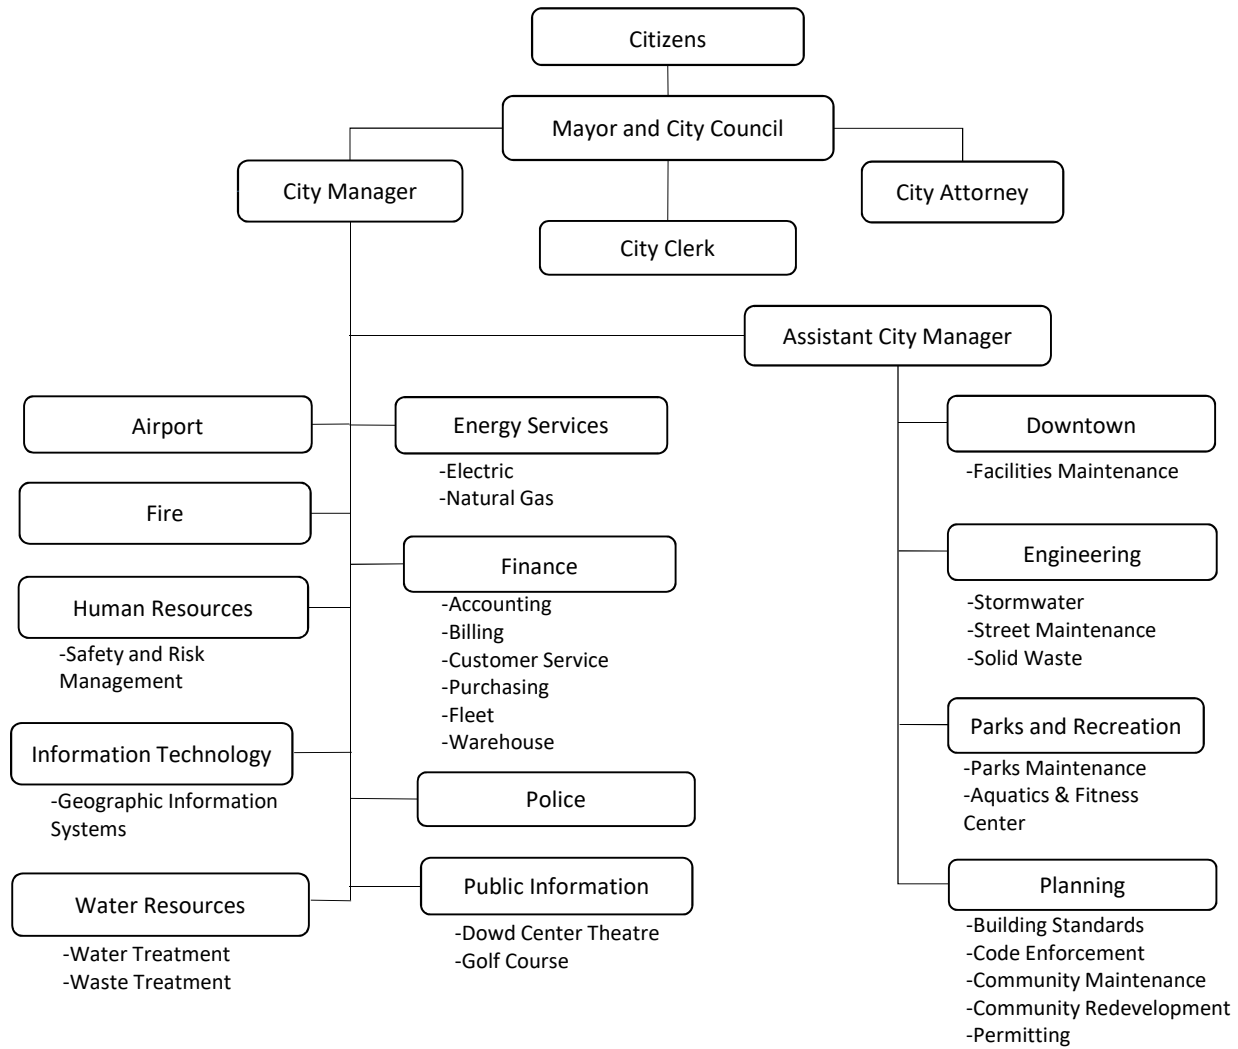 Citizens
Mayor and City Council
City Manager
City Attorney
City Clerk
Assistant City Manager
Airport
Fire
Human Resources
-Safety and Risk
Management
Information Technology
-Geographic Information
Systems
Water Resources
-Water Treatment
-Waste Treatment
Energy Services
-Electric
-Natural Gas
Finance
-Accounting
-Billing
-Customer Service
-Purchasing
-Fleet
-Warehouse
Police
Public Information
-Dowd Center Theatre
-Golf Course
Downtown
-Facilities Maintenance
Engineering
-Stormwater
-Street Maintenance
-Solid Waste
Parks and Recreation
-Parks Maintenance
-Aquatics & Fitness
Center
Planning
-Building Standards
-Code Enforcement
-Community Maintenance
-Community Redevelopment
-Permitting